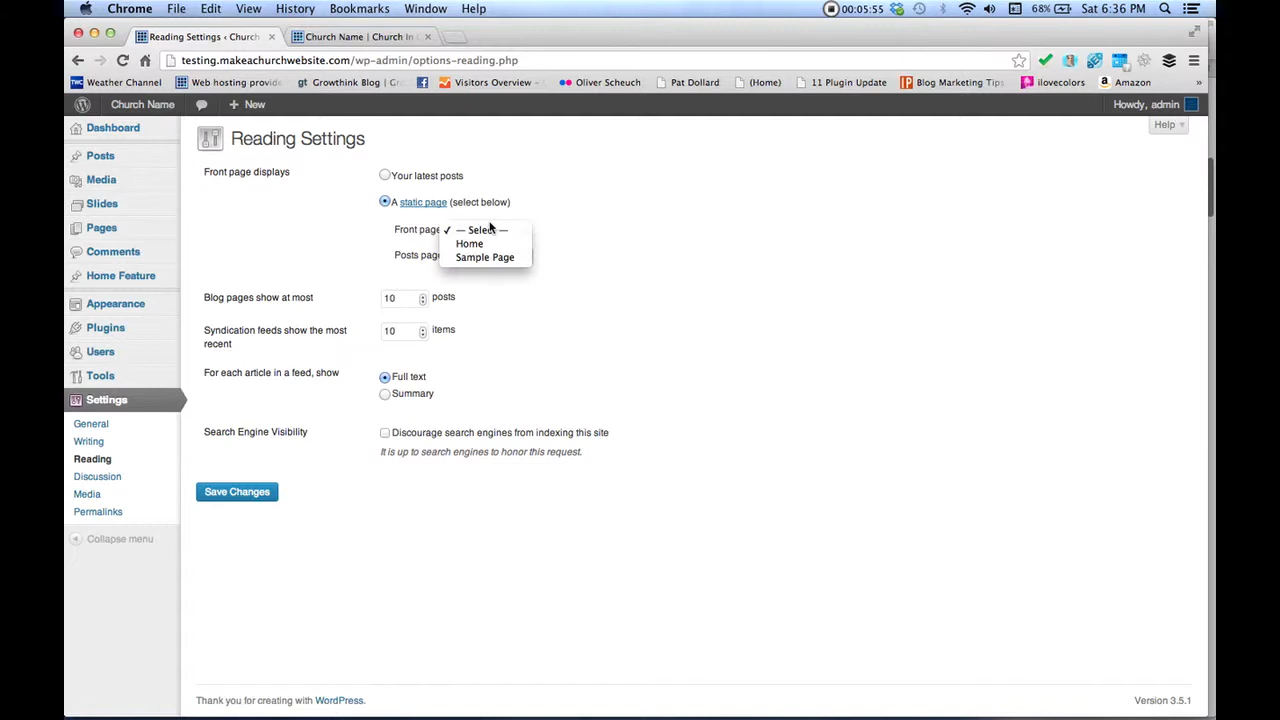 Chrome File Edit View History Bookmarks Window Help 00:05:55 68% Sat 6:36 PM
Reading Settings ‹ Church × Church Name | Church In C ×
testing.makeachurchwebsite.com/wp-admin/options-reading.php
TWC Weather Channel Web hosting provide Growthink Blog | Gr Visitors Overview - Oliver Scheuch Pat Dollard (Home) 11 Plugin Update Blog Marketing Tips ilovecolors Amazon
Church Name + New Howdy, admin
Help
Dashboard
Posts
Media
Slides
Pages
Comments
Home Feature
Appearance
Plugins
Users
Tools
Settings
General
Writing
Reading
Discussion
Media
Permalinks
Collapse menu
Reading Settings
Front page displays
Your latest posts
A static page (select below)
Front page ✓ — Select —
Home
Sample Page
Posts page
Blog pages show at most 10 posts
Syndication feeds show the most recent 10 items
For each article in a feed, show
Full text
Summary
Search Engine Visibility
Discourage search engines from indexing this site
It is up to search engines to honor this request.
Save Changes
Thank you for creating with WordPress. Version 3.5.1